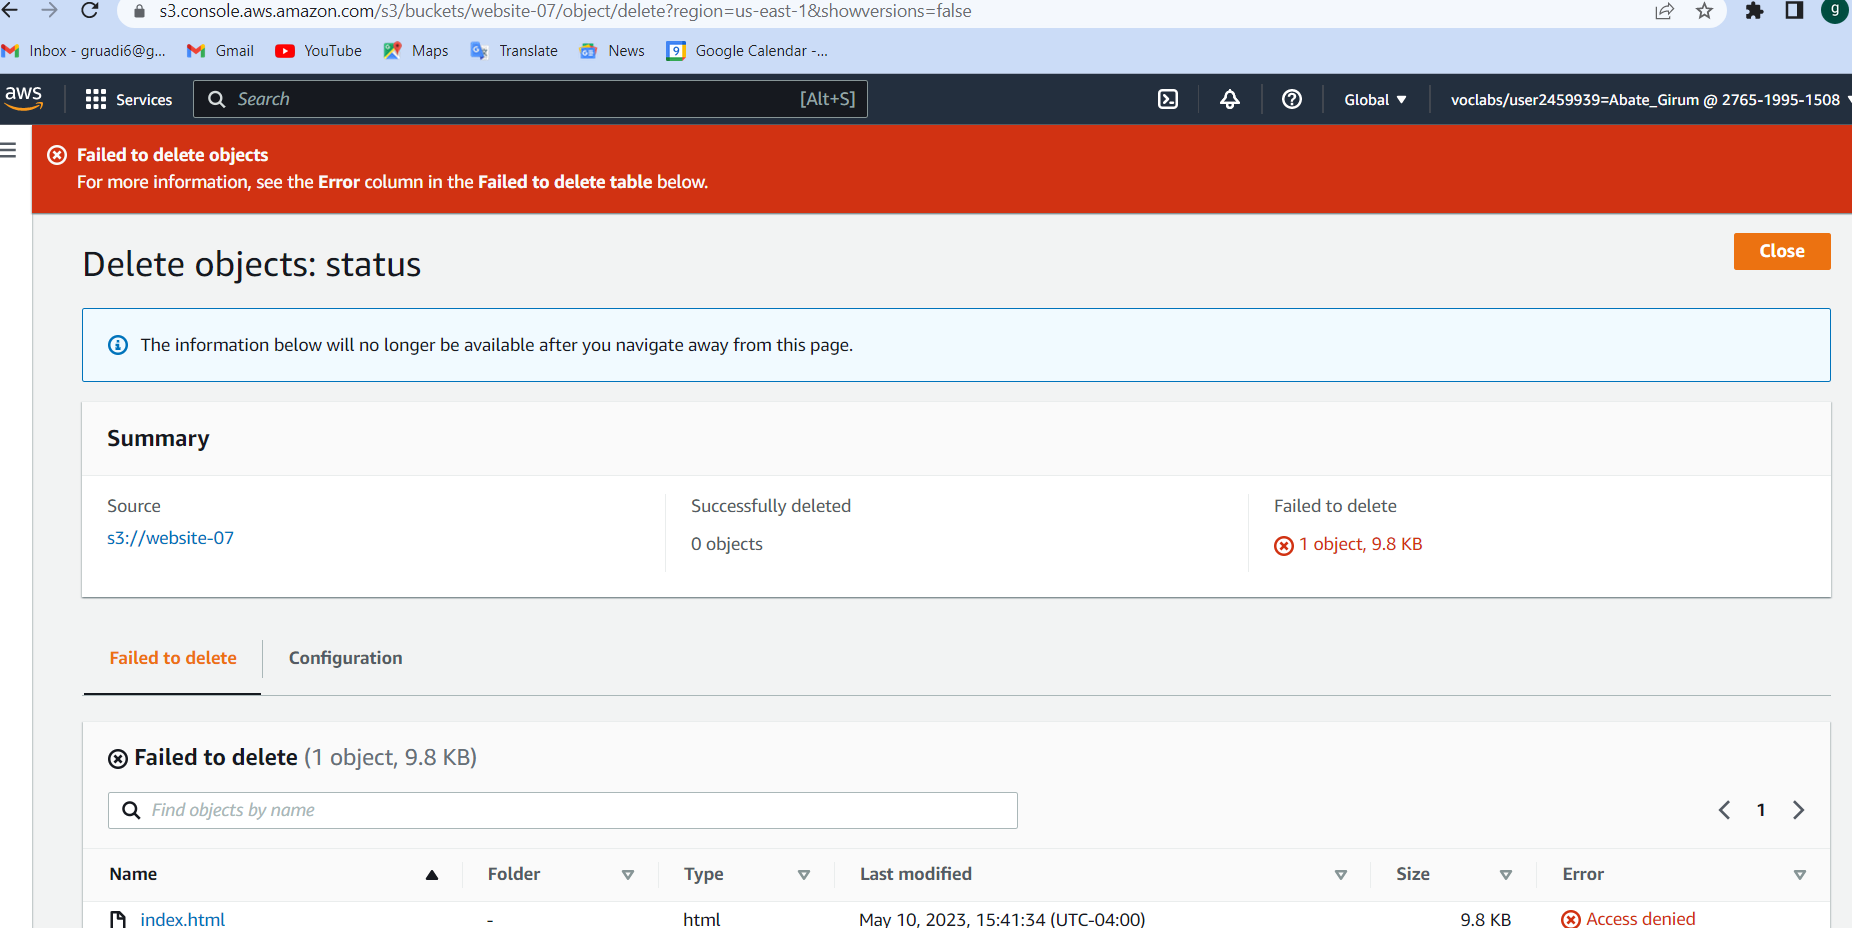 s3.console.aws.amazon.com/s3/buckets/website-07/object/delete?region=us-east-1&showversions=false
g
Inbox - gruadi6@g...
Gmail
YouTube
Maps
Translate
News
9
Google Calendar -...
aws
Services
Search
[Alt+S]
Global
voclabs/user2459939=Abate_Girum @ 2765-1995-1508
Failed to delete objects
For more information, see the Error column in the Failed to delete table below.
Delete objects: status
Close
The information below will no longer be available after you navigate away from this page.
Summary
Source
s3://website-07
Successfully deleted
0 objects
Failed to delete
1 object, 9.8 KB
Failed to delete
Configuration
Failed to delete (1 object, 9.8 KB)
Find objects by name
1
Name
Folder
Type
Last modified
Size
Error
index.html
-
html
May 10, 2023, 15:41:34 (UTC-04:00)
9.8 KB
Access denied